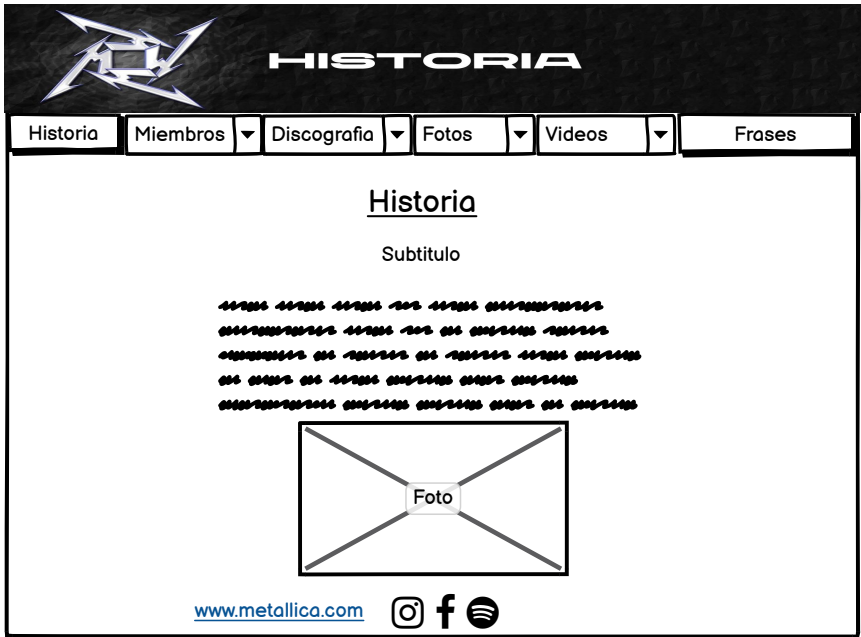 HISTORIA
Historia Miembros Discografia Fotos Videos Frases
Historia
Subtitulo
Foto
www.metallica.com